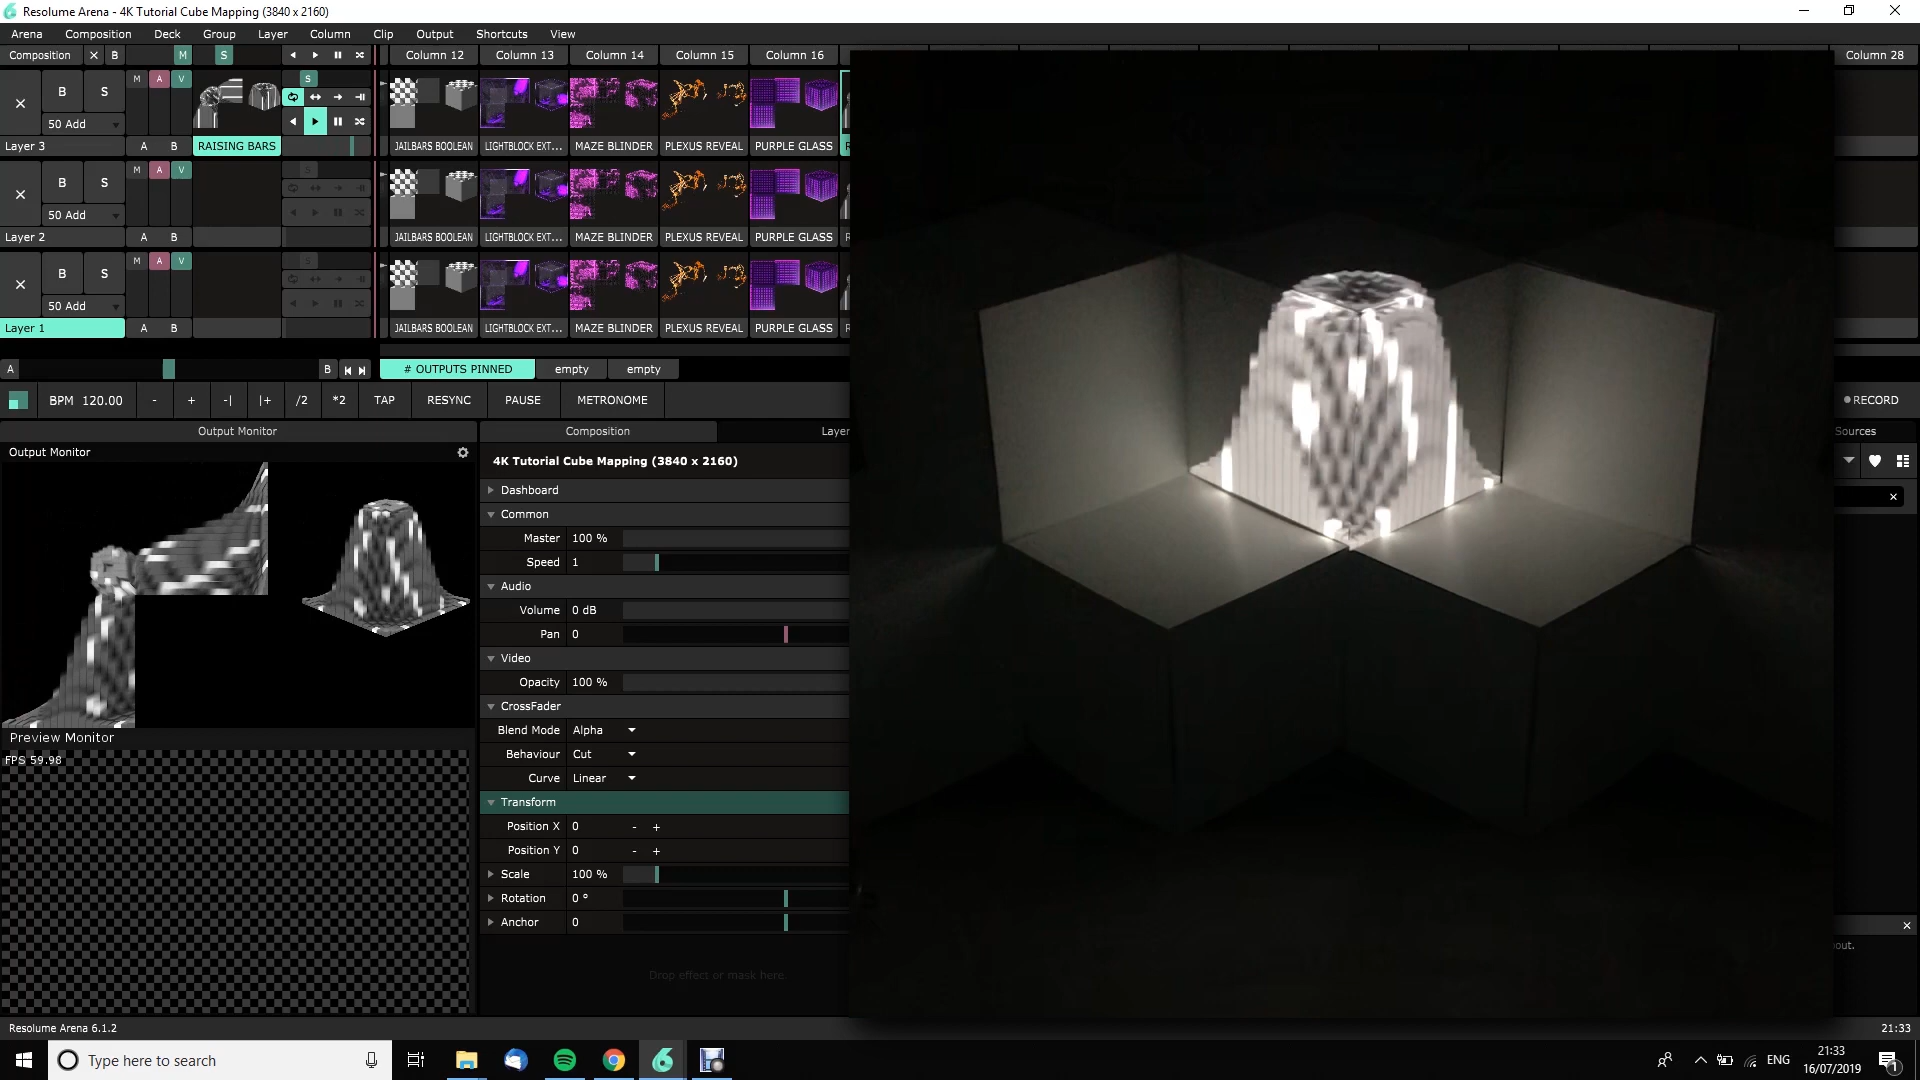 Resolume Arena - 4K Tutorial Cube Mapping (3840 x 2160)
Arena Composition Deck Group Layer Column Clip Output Shortcuts View
Composition B M S Column 12 Column 13 Column 14 Column 15 Column 16 Column 28
M A V S
B S
50 Add
Layer 3 A B RAISING BARS JAILBARS BOOLEAN LIGHTBLOCK EXT... MAZE BLINDER PLEXUS REVEAL PURPLE GLASS
M A V S
B S
50 Add
Layer 2 A B JAILBARS BOOLEAN LIGHTBLOCK EXT... MAZE BLINDER PLEXUS REVEAL PURPLE GLASS
M A V S
B S
50 Add
Layer 1 A B JAILBARS BOOLEAN LIGHTBLOCK EXT... MAZE BLINDER PLEXUS REVEAL PURPLE GLASS
A B # OUTPUTS PINNED empty empty
BPM 120.00 - + -| |+ /2 *2 TAP RESYNC PAUSE METRONOME RECORD
Output Monitor Composition Layer Sources
Output Monitor
4K Tutorial Cube Mapping (3840 x 2160)
Dashboard
Common
Master 100 %
Speed 1
Audio
Volume 0 dB
Pan 0
Video
Opacity 100 %
CrossFader
Blend Mode Alpha
Behaviour Cut
Curve Linear
Transform
Position X 0 - +
Position Y 0 - +
Scale 100 %
Rotation 0 °
Anchor 0
Drop effect or mask here.
Preview Monitor
FPS 59.98
out.
Resolume Arena 6.1.2 21:33
Type here to search ENG 21:33
16/07/2019 1